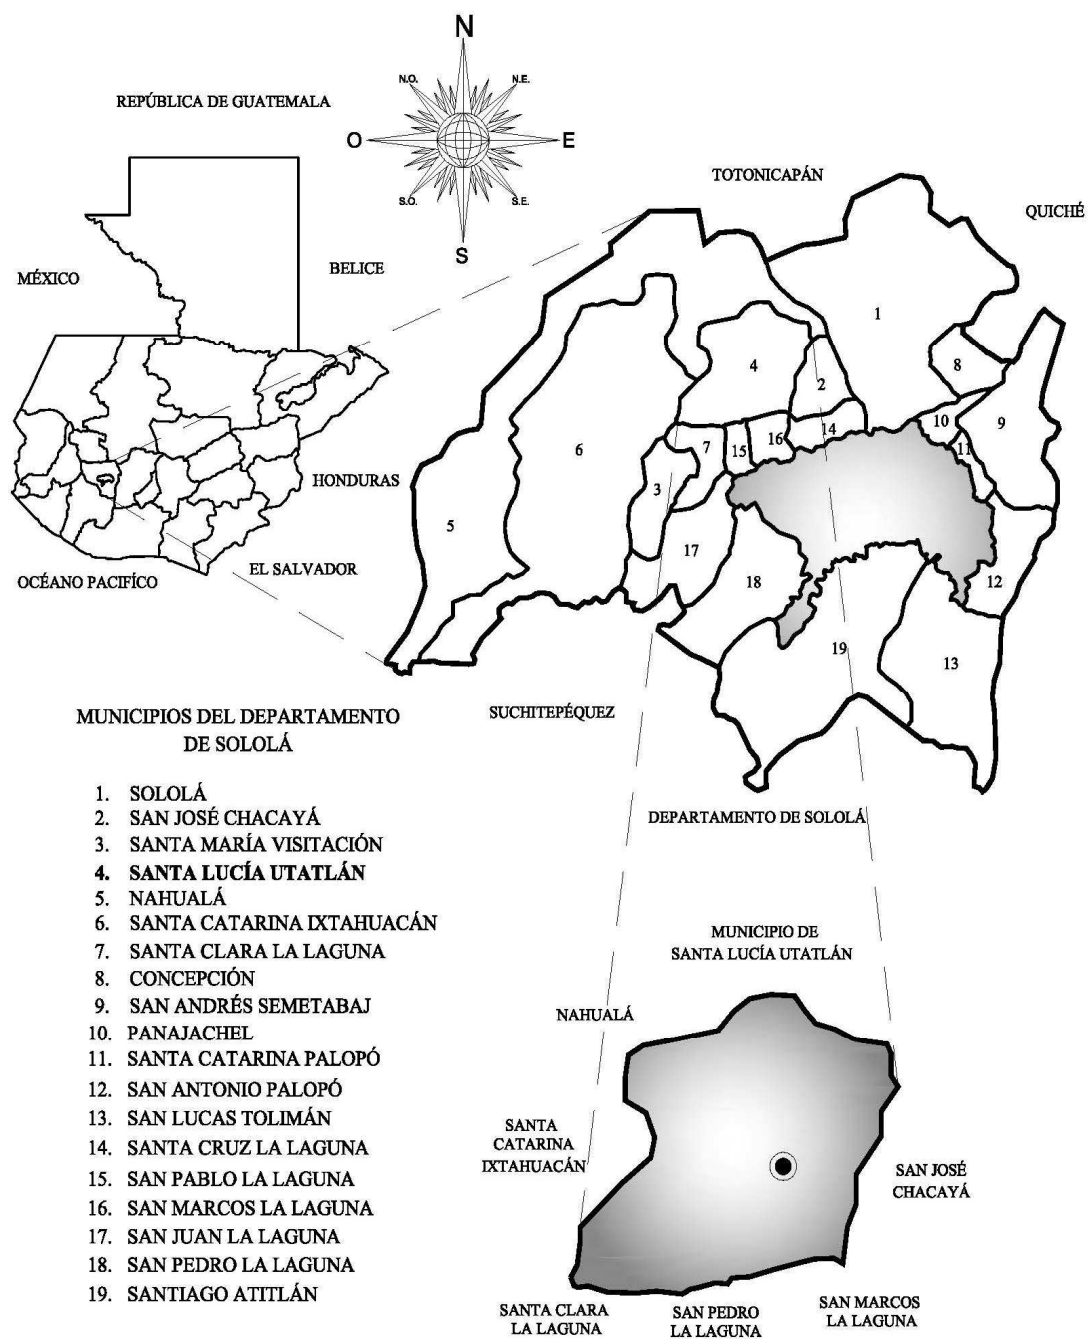 N
N.O.
N.E.
REPÚBLICA DE GUATEMALA
O
E
S.O.
S.E.
S
TOTONICAPÁN
QUICHÉ
MÉXICO
BELICE
1
8
4
2
10
9
6
7
15
16
14
11
3
HONDURAS
5
17
EL SALVADOR
OCÉANO PACIFÍCO
18
12
19
13
SUCHITEPÉQUEZ
DEPARTAMENTO DE SOLOLÁ
MUNICIPIOS DEL DEPARTAMENTO
DE SOLOLÁ
1. SOLOLÁ
2. SAN JOSÉ CHACAYÁ
3. SANTA MARÍA VISITACIÓN
4. SANTA LUCÍA UTATLÁN
5. NAHUALÁ
6. SANTA CATARINA IXTAHUACÁN
7. SANTA CLARA LA LAGUNA
8. CONCEPCIÓN
9. SAN ANDRÉS SEMETABAJ
10. PANAJACHEL
11. SANTA CATARINA PALOPÓ
12. SAN ANTONIO PALOPÓ
13. SAN LUCAS TOLIMÁN
14. SANTA CRUZ LA LAGUNA
15. SAN PABLO LA LAGUNA
16. SAN MARCOS LA LAGUNA
17. SAN JUAN LA LAGUNA
18. SAN PEDRO LA LAGUNA
19. SANTIAGO ATITLÁN
MUNICIPIO DE
SANTA LUCÍA UTATLÁN
NAHUALÁ
SANTA
CATARINA
IXTAHUACÁN
SAN JOSÉ
CHACAYÁ
SANTA CLARA
LA LAGUNA
SAN PEDRO
LA LAGUNA
SAN MARCOS
LA LAGUNA